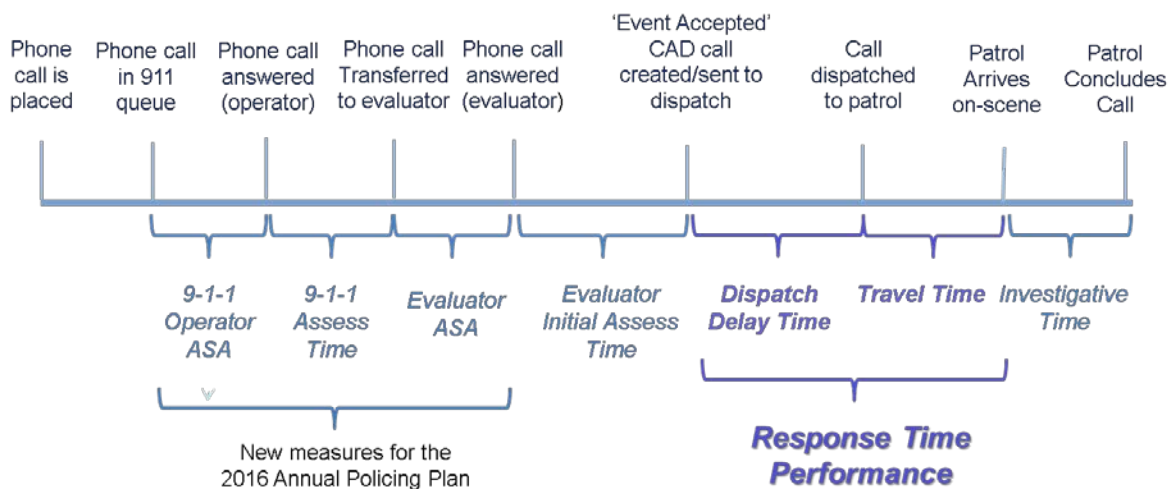 Phone
call is
placed
Phone call
in 911
queue
Phone call
answered
(operator)
Phone call
Transferred
to evaluator
Phone call
answered
(evaluator)
‘Event Accepted’
CAD call
created/sent to
dispatch
Call
dispatched
to patrol
Patrol
Arrives
on-scene
Patrol
Concludes
Call
9-1-1
Operator
ASA
9-1-1
Assess
Time
Evaluator
ASA
Evaluator
Initial Assess
Time
Dispatch
Delay Time
Travel Time
Investigative
Time
New measures for the
2016 Annual Policing Plan
Response Time
Performance